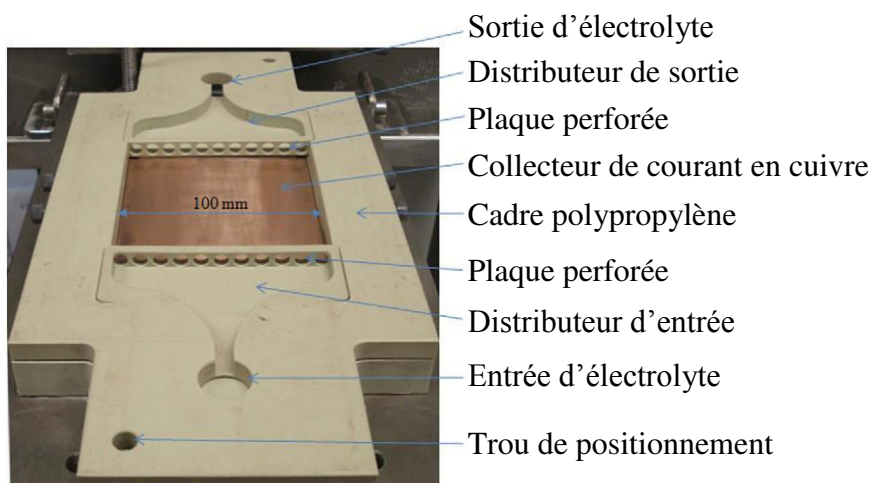 Sortie d’électrolyte
Distributeur de sortie
Plaque perforée
Collecteur de courant en cuivre
100 mm
Cadre polypropylène
Plaque perforée
Distributeur d’entrée
Entrée d’électrolyte
Trou de positionnement